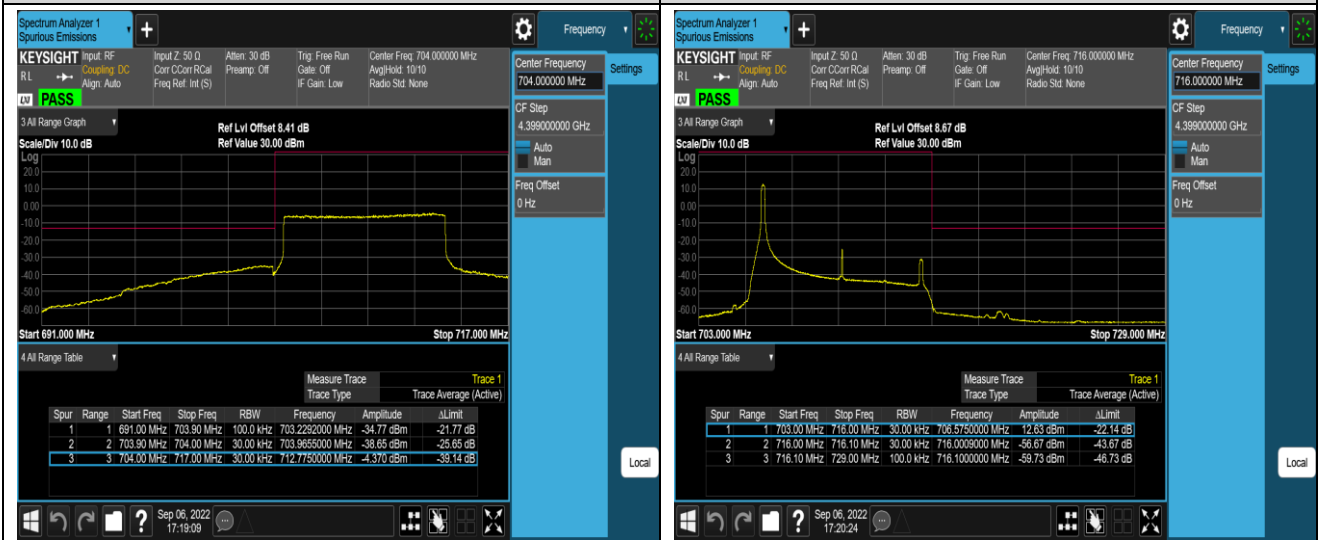 Spectrum Analyzer 1
Spurious Emissions
+
Frequency
KEYSIGHT Input: RF Input Z: 50 Ω Atten: 30 dB Trig: Free Run Center Freq: 704.000000 MHz
RL Coupling: DC Corr CCorr RCal Preamp: Off Gate: Off Avg|Hold: 10/10
Align: Auto Freq Ref: Int (S) IF Gain: Low Radio Std: None
LXI PASS
Center Frequency
704.000000 MHz
Settings
CF Step
4.399000000 GHz
Auto
Man
Freq Offset
0 Hz
3 All Range Graph
Ref Lvl Offset 8.41 dB
Scale/Div 10.0 dB Ref Value 30.00 dBm
Log
20.0
10.0
0.00
-10.0
-20.0
-30.0
-40.0
-50.0
-60.0
Start 691.000 MHz Stop 717.000 MHz
4 All Range Table
Measure Trace Trace 1
Trace Type Trace Average (Active)
Spur Range Start Freq Stop Freq RBW Frequency Amplitude ΔLimit
1 1 691.00 MHz 703.90 MHz 100.0 kHz 703.2292000 MHz -34.77 dBm -21.77 dB
2 2 703.90 MHz 704.00 MHz 30.00 kHz 703.9655000 MHz -38.65 dBm -25.65 dB
3 3 704.00 MHz 717.00 MHz 30.00 kHz 712.7750000 MHz -4.370 dBm -39.14 dB
Local
?
Sep 06, 2022
17:19:09
Spectrum Analyzer 1
Spurious Emissions
+
Frequency
KEYSIGHT Input: RF Input Z: 50 Ω Atten: 30 dB Trig: Free Run Center Freq: 716.000000 MHz
RL Coupling: DC Corr CCorr RCal Preamp: Off Gate: Off Avg|Hold: 10/10
Align: Auto Freq Ref: Int (S) IF Gain: Low Radio Std: None
LXI PASS
Center Frequency
716.000000 MHz
Settings
CF Step
4.399000000 GHz
Auto
Man
Freq Offset
0 Hz
3 All Range Graph
Ref Lvl Offset 8.67 dB
Scale/Div 10.0 dB Ref Value 30.00 dBm
Log
20.0
10.0
0.00
-10.0
-20.0
-30.0
-40.0
-50.0
-60.0
Start 703.000 MHz Stop 729.000 MHz
4 All Range Table
Measure Trace Trace 1
Trace Type Trace Average (Active)
Spur Range Start Freq Stop Freq RBW Frequency Amplitude ΔLimit
1 1 703.00 MHz 716.00 MHz 30.00 kHz 706.5750000 MHz 12.63 dBm -22.14 dB
2 2 716.00 MHz 716.10 MHz 30.00 kHz 716.0009000 MHz -56.67 dBm -43.67 dB
3 3 716.10 MHz 729.00 MHz 100.0 kHz 716.1000000 MHz -59.73 dBm -46.73 dB
Local
?
Sep 06, 2022
17:20:24